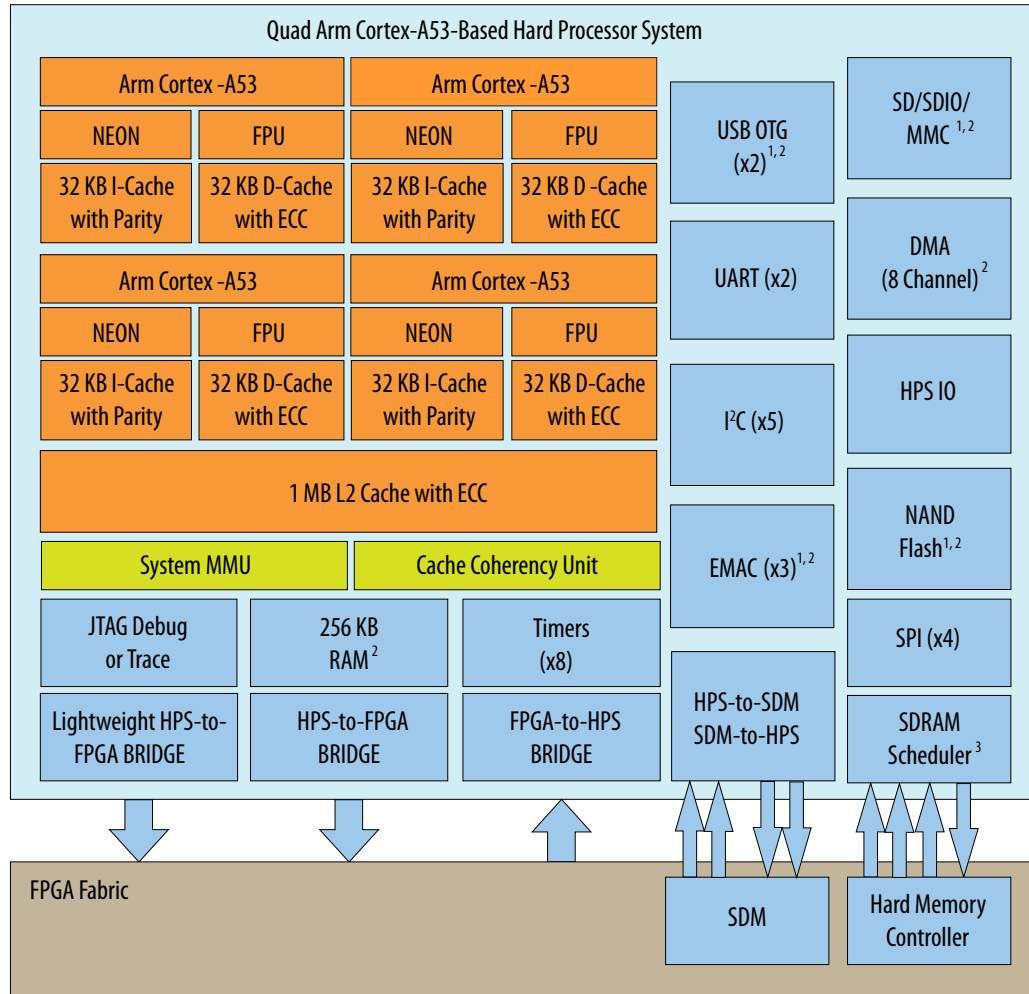 Quad Arm Cortex-A53-Based Hard Processor System
Arm Cortex -A53
NEON
FPU
32 KB I-Cache
with Parity
32 KB D-Cache
with ECC
Arm Cortex -A53
NEON
FPU
32 KB I-Cache
with Parity
32 KB D -Cache
with ECC
Arm Cortex -A53
NEON
FPU
32 KB I-Cache
with Parity
32 KB D-Cache
with ECC
Arm Cortex -A53
NEON
FPU
32 KB I-Cache
with Parity
32 KB D-Cache
with ECC
1 MB L2 Cache with ECC
System MMU
Cache Coherency Unit
JTAG Debug
or Trace
256 KB
RAM ²
Timers
(x8)
Lightweight HPS-to-
FPGA BRIDGE
HPS-to-FPGA
BRIDGE
FPGA-to-HPS
BRIDGE
USB OTG
(x2) ¹, ²
UART (x2)
I²C (x5)
EMAC (x3) ¹, ²
HPS-to-SDM
SDM-to-HPS
SD/SDIO/
MMC ¹, ²
DMA
(8 Channel) ²
HPS IO
NAND
Flash ¹, ²
SPI (x4)
SDRAM
Scheduler ³
FPGA Fabric
SDM
Hard Memory
Controller